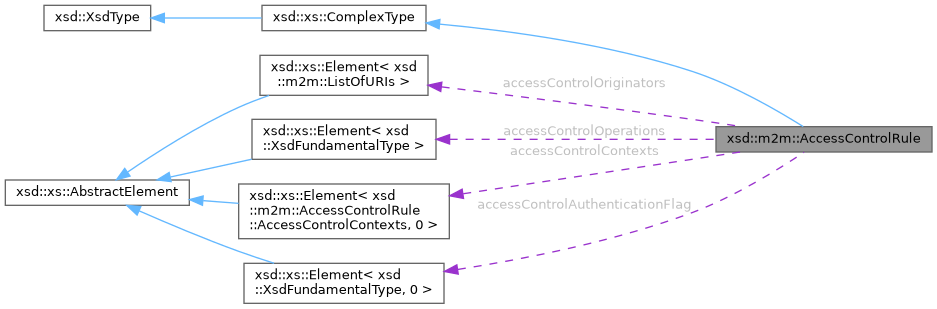 xsd::XsdType
xsd::xs::ComplexType
xsd::xs::Element< xsd
::m2m::ListOfURIs >
accessControlOriginators
xsd::xs::Element< xsd
::XsdFundamentalType >
accessControlOperations
xsd::m2m::AccessControlRule
accessControlContexts
xsd::xs::AbstractElement
xsd::xs::Element< xsd
::m2m::AccessControlRule
::AccessControlContexts, 0 >
accessControlAuthenticationFlag
xsd::xs::Element< xsd
::XsdFundamentalType, 0 >